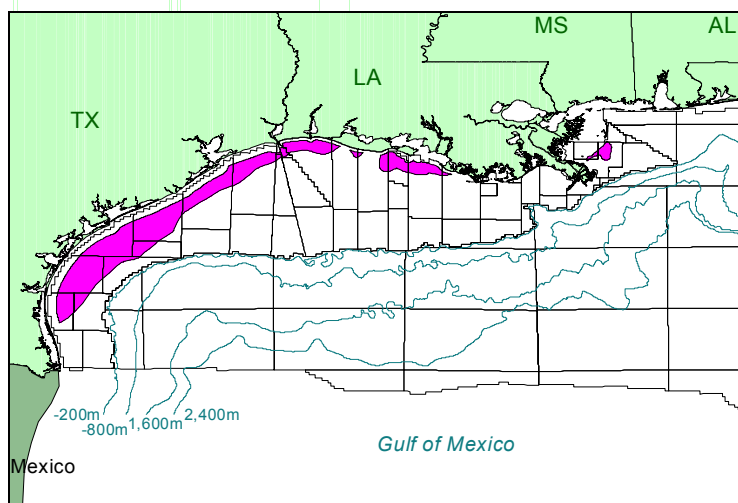 MS
AL
LA
TX
-200m
-800m
1,600m
2,400m
Gulf of Mexico
Mexico